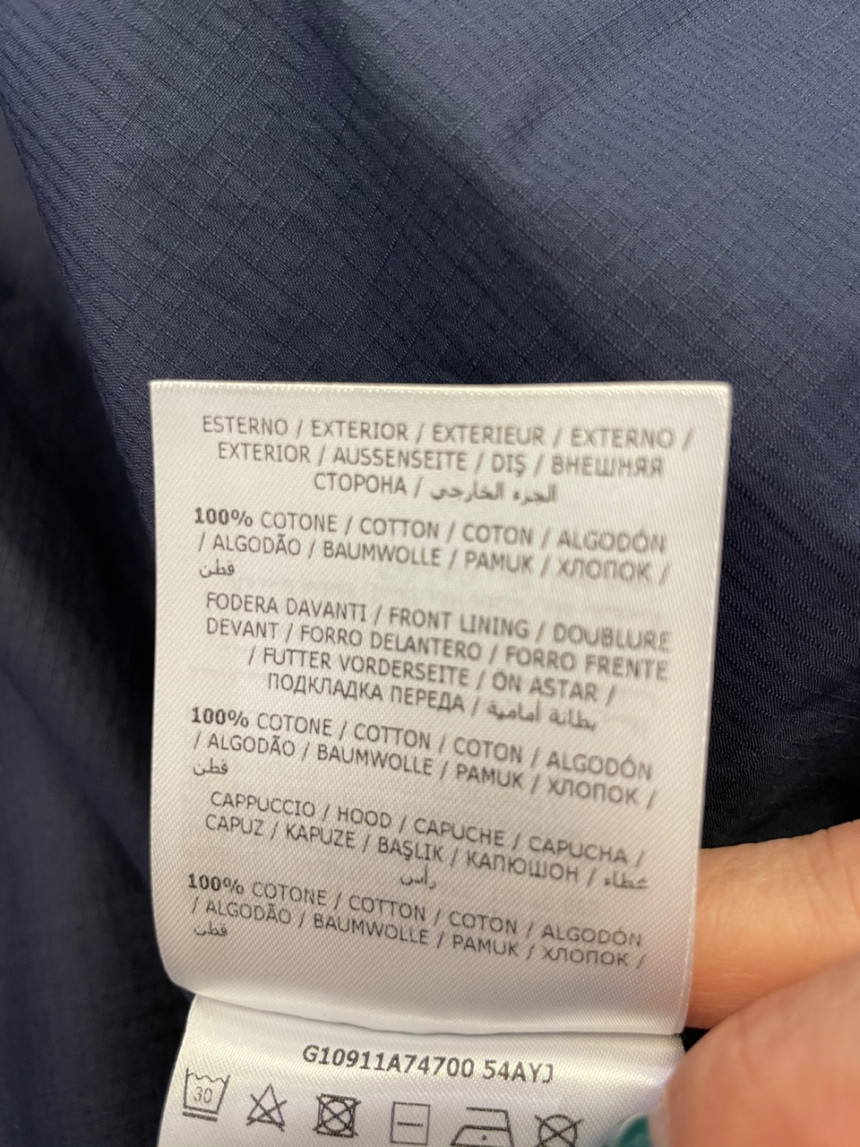 ESTERNO / EXTERIOR / EXTERIEUR / EXTERNO /
EXTERIOR / AUSSENSEITE / DIŞ / ВНЕШНЯЯ
СТОРОНА / الجزء الخارجي
100% COTONE / COTTON / COTON / ALGODÓN
/ ALGODÃO / BAUMWOLLE / PAMUK / ХЛОПОК /
قطن
FODERA DAVANTI / FRONT LINING / DOUBLURE
DEVANT / FORRO DELANTERO / FORRO FRENTE
/ FUTTER VORDERSEITE / ÖN ASTAR /
ПОДКЛАДКА ПЕРЕДА / بطانة أمامية
100% COTONE / COTTON / COTON / ALGODÓN
/ ALGODÃO / BAUMWOLLE / PAMUK / ХЛОПОК /
قطن
CAPPUCCIO / HOOD / CAPUCHE / CAPUCHA /
CAPUZ / KAPUZE / BAŞLIK / КАПЮШОН / غطاء
رأس
100% COTONE / COTTON / COTON / ALGODÓN
/ ALGODÃO / BAUMWOLLE / PAMUK / ХЛОПОК /
قطن
G10911A74700 54AYJ
30